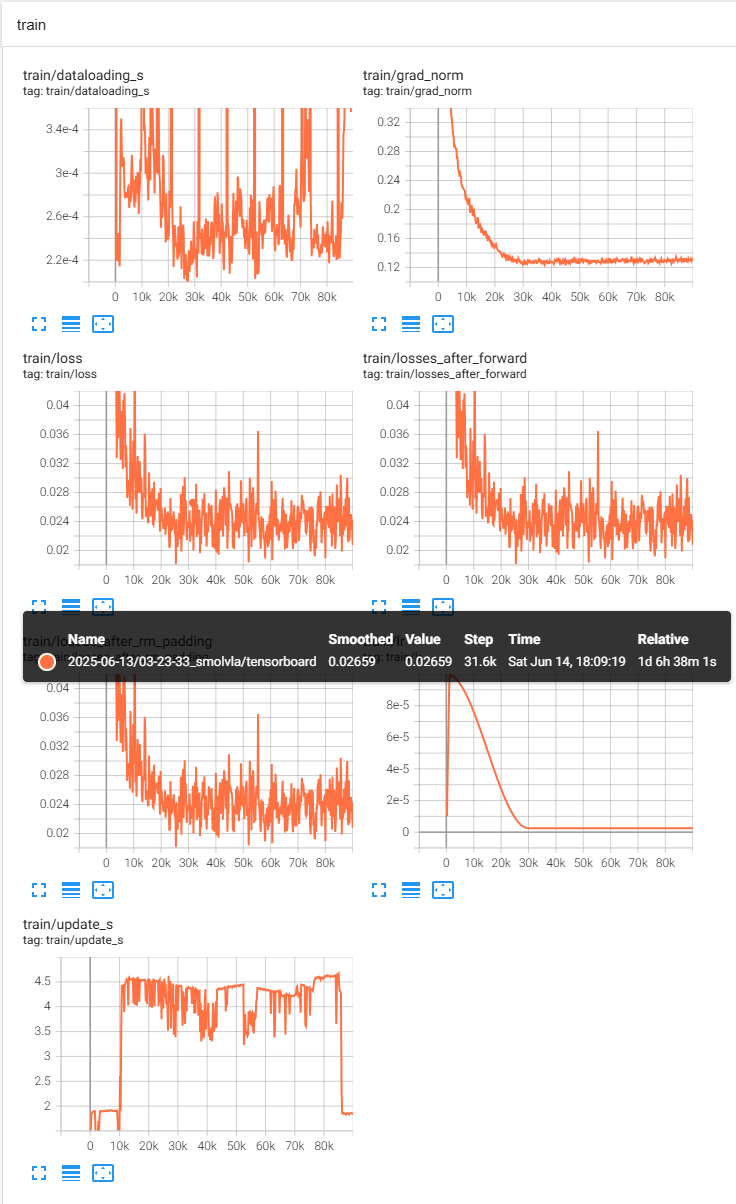 train
train/dataloading_s
tag: train/dataloading_s
3.4e-4
3e-4
2.6e-4
2.2e-4
0 10k 20k 30k 40k 50k 60k 70k 80k
train/grad_norm
tag: train/grad_norm
0.32
0.28
0.24
0.2
0.16
0.12
0 10k 20k 30k 40k 50k 60k 70k 80k
train/loss
tag: train/loss
0.04
0.036
0.032
0.028
0.024
0.02
0 10k 20k 30k 40k 50k 60k 70k 80k
train/losses_after_forward
tag: train/losses_after_forward
0.04
0.036
0.032
0.028
0.024
0.02
0 10k 20k 30k 40k 50k 60k 70k 80k
train/losses_after_rm_padding
Name Smoothed Value Step Time Relative
2025-06-13/03-23-33_smolvla/tensorboard 0.02659 0.02659 31.6k Sat Jun 14, 18:09:19 1d 6h 38m 1s
0.04
0.036
0.032
0.028
0.024
0.02
0 10k 20k 30k 40k 50k 60k 70k 80k
8e-5
6e-5
4e-5
2e-5
0
0 10k 20k 30k 40k 50k 60k 70k 80k
train/update_s
tag: train/update_s
4.5
4
3.5
3
2.5
2
0 10k 20k 30k 40k 50k 60k 70k 80k